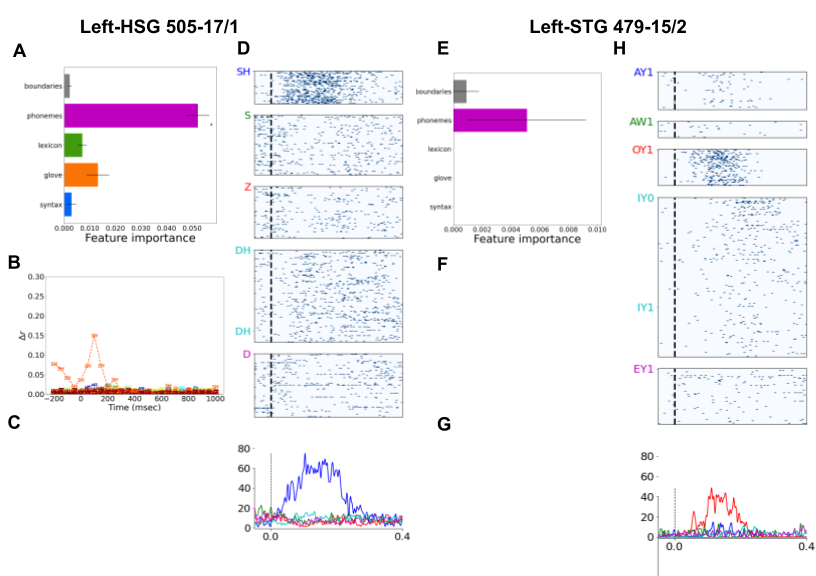 Left-HSG 505-17/1
Left-STG 479-15/2
A
boundaries
phonemes
lexicon
glove
syntax
0.000 0.010 0.020 0.030 0.040 0.050
Feature importance
B
0.30
0.25
0.20
0.15
0.10
0.05
0.00
Δr
−200 0 200 400 600 800 1000
Time (msec)
C
D
SH
S
Z
DH
DH
D
80
60
40
20
0
0.0 0.4
E
boundaries
phonemes
lexicon
glove
syntax
0.000 0.002 0.004 0.006 0.008 0.010
Feature importance
F
G
H
AY1
AW1
OY1
IY0
IY1
EY1
80
60
40
20
0
0.0 0.4